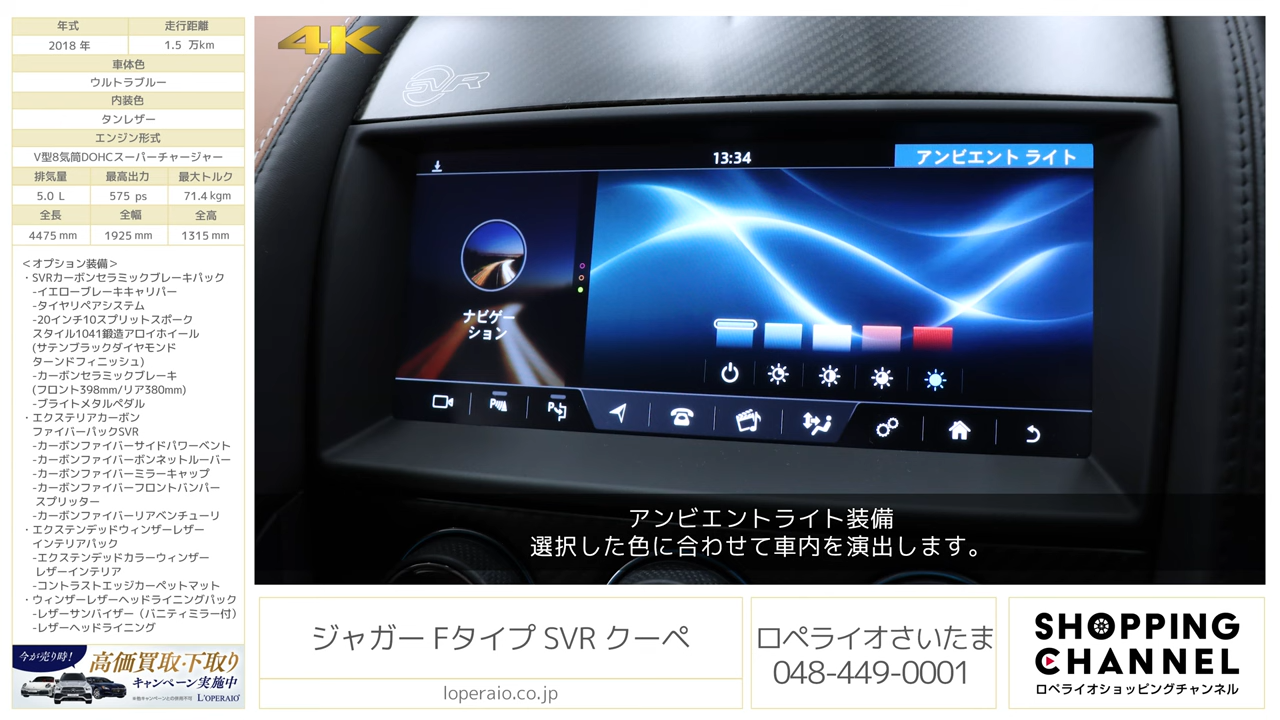 年式 走行距離
2018 年 1.5 万km
車体色
ウルトラブルー
内装色
タンレザー
エンジン形式
V型8気筒DOHCスーパーチャージャー
排気量 最高出力 最大トルク
5.0 L 575 ps 71.4 kgm
全長 全幅 全高
4475 mm 1925 mm 1315 mm
＜オプション装備＞
・SVRカーボンセラミックブレーキパック
-イエローブレーキキャリパー
-タイヤリペアシステム
-20インチ10スプリットスポーク
スタイル1041鍛造アロイホイール
(サテンブラックダイヤモンド
ターンドフィニッシュ)
-カーボンセラミックブレーキ
(フロント398mm/リア380mm)
-ブライトメタルペダル
・エクステリアカーボン
ファイバーパックSVR
-カーボンファイバーサイドパワーベント
-カーボンファイバーボンネットルーバー
-カーボンファイバーミラーキャップ
-カーボンファイバーフロントバンパー
スプリッター
-カーボンファイバーリアベンチューリ
・エクステンデッドウィンザーレザー
インテリアパック
-エクステンデッドカラーウィンザー
レザーインテリア
-コントラストエッジカーペットマット
・ウィンザーレザーヘッドライニングパック
-レザーサンバイザー（バニティミラー付）
-レザーヘッドライニング
今が売り時!
高価買取・下取り
キャンペーン実施中
※他キャンペーンとの併用不可 L'OPERAIO
4K
SVR
13:34
アンビエント ライト
ナビゲー
ション
アンビエントライト装備
選択した色に合わせて車内を演出します。
ジャガー Fタイプ SVR クーペ
loperaio.co.jp
ロペライオさいたま
048-449-0001
SHOPPING
CHANNEL
ロペライオショッピングチャンネル